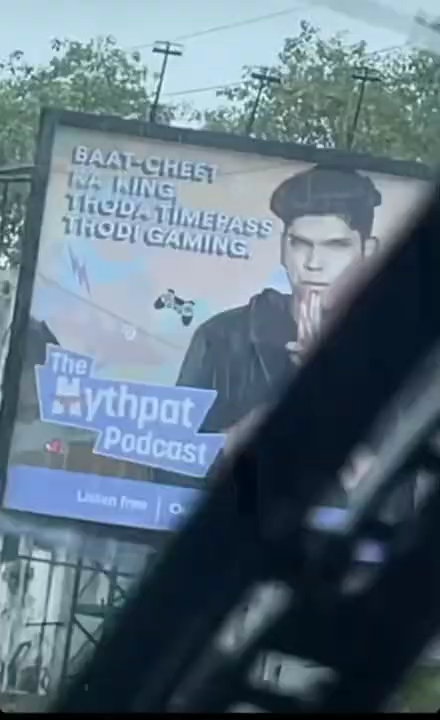 BAAT-CHEET
KA KING,
THODA TIMEPASS
THODI GAMING.
The
Mythpat
Podcast
Listen free